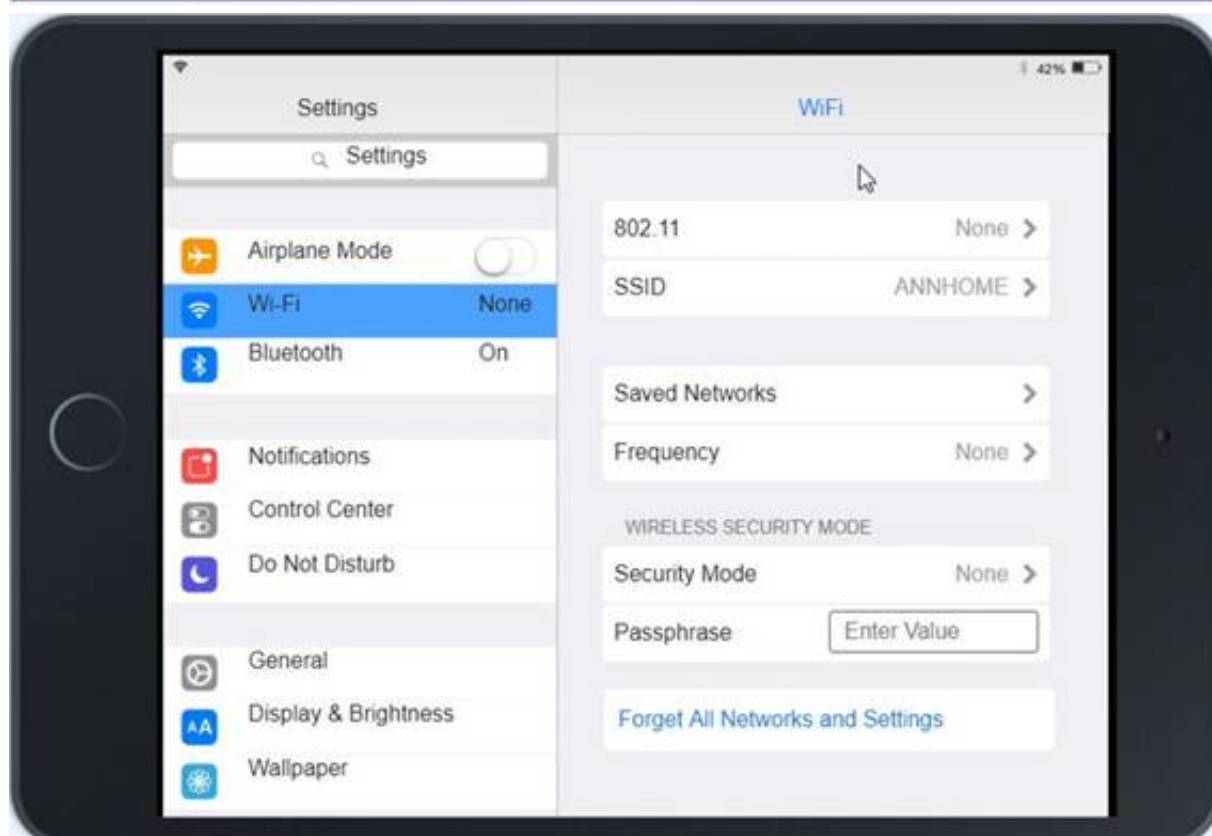 42%
Settings
WiFi
Settings
Airplane Mode
Wi-Fi None
Bluetooth On
Notifications
Control Center
Do Not Disturb
General
AA Display & Brightness
Wallpaper
802.11 None
SSID ANNHOME
Saved Networks
Frequency None
WIRELESS SECURITY MODE
Security Mode None
Passphrase Enter Value
Forget All Networks and Settings